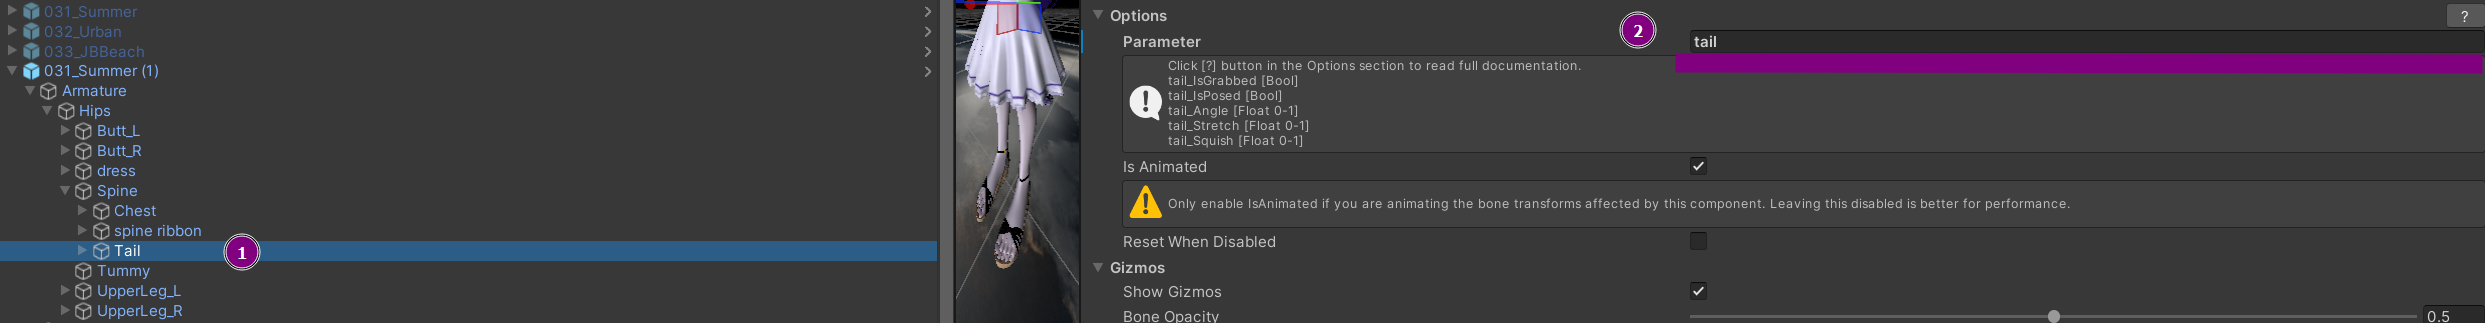 031_Summer
032_Urban
033_JBBeach
031_Summer (1)
Armature
Hips
Butt_L
Butt_R
dress
Spine
Chest
spine ribbon
Tail
1
Tummy
UpperLeg_L
UpperLeg_R
Options
?
2
Parameter
tail
Click [?] button in the Options section to read full documentation.
tail_IsGrabbed [Bool]
tail_IsPosed [Bool]
tail_Angle [Float 0-1]
tail_Stretch [Float 0-1]
tail_Squish [Float 0-1]
Is Animated
Only enable IsAnimated if you are animating the bone transforms affected by this component. Leaving this disabled is better for performance.
Reset When Disabled
Gizmos
Show Gizmos
Bone Opacity
0.5